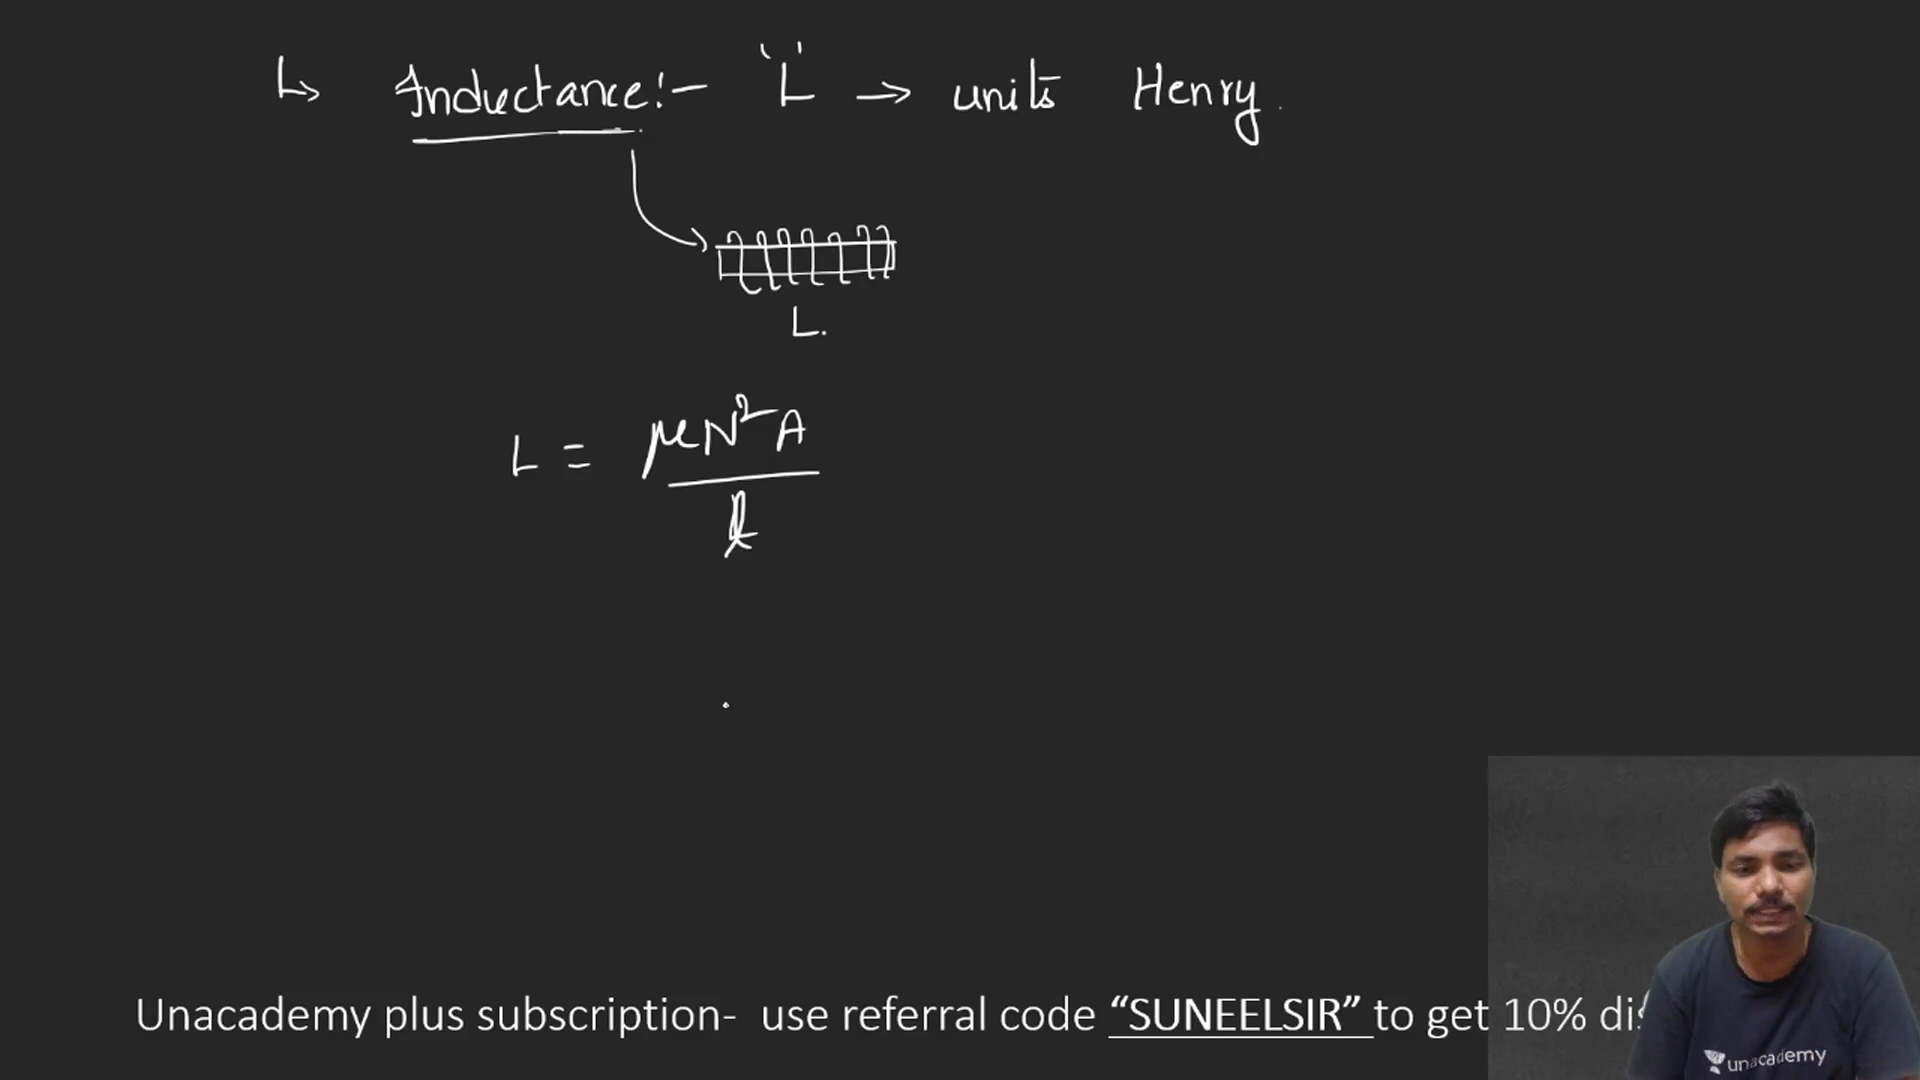 ↳ Inductance:- 'L' → units Henry.
L.
L = μN²A / l
Unacademy plus subscription- use referral code “SUNEELSIR” to get 10% dis
unacademy